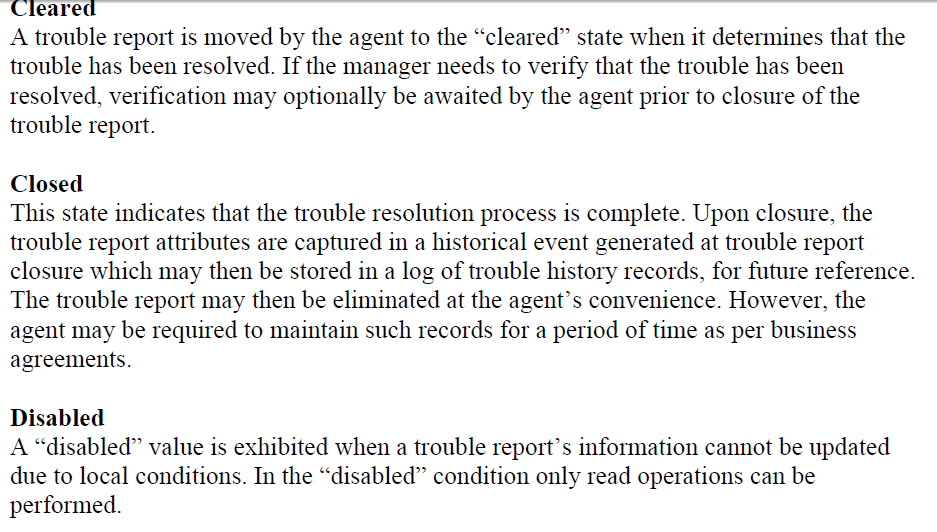 Cleared
A trouble report is moved by the agent to the “cleared” state when it determines that the
trouble has been resolved. If the manager needs to verify that the trouble has been
resolved, verification may optionally be awaited by the agent prior to closure of the
trouble report.
Closed
This state indicates that the trouble resolution process is complete. Upon closure, the
trouble report attributes are captured in a historical event generated at trouble report
closure which may then be stored in a log of trouble history records, for future reference.
The trouble report may then be eliminated at the agent’s convenience. However, the
agent may be required to maintain such records for a period of time as per business
agreements.
Disabled
A “disabled” value is exhibited when a trouble report’s information cannot be updated
due to local conditions. In the “disabled” condition only read operations can be
performed.